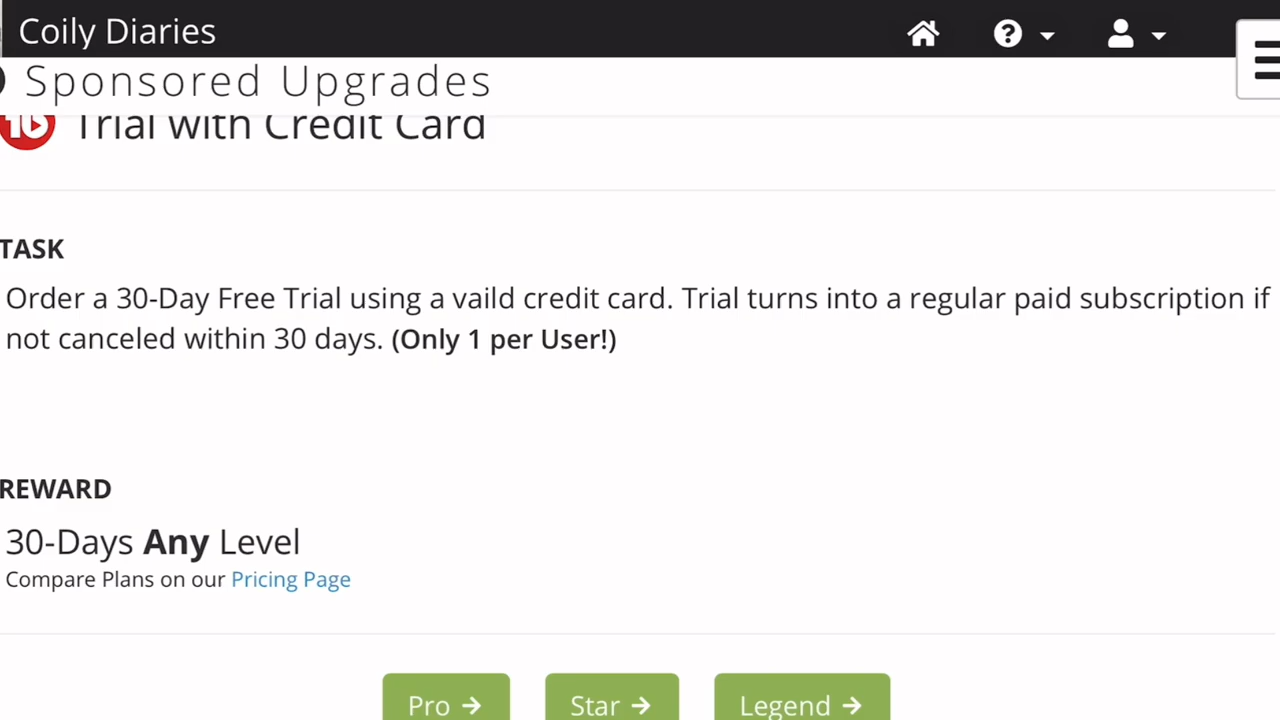 Coily Diaries
Sponsored Upgrades
Trial with Credit Card
TASK
Order a 30-Day Free Trial using a vaild credit card. Trial turns into a regular paid subscription if
not canceled within 30 days. (Only 1 per User!)
REWARD
30-Days Any Level
Compare Plans on our Pricing Page
Pro →
Star →
Legend →